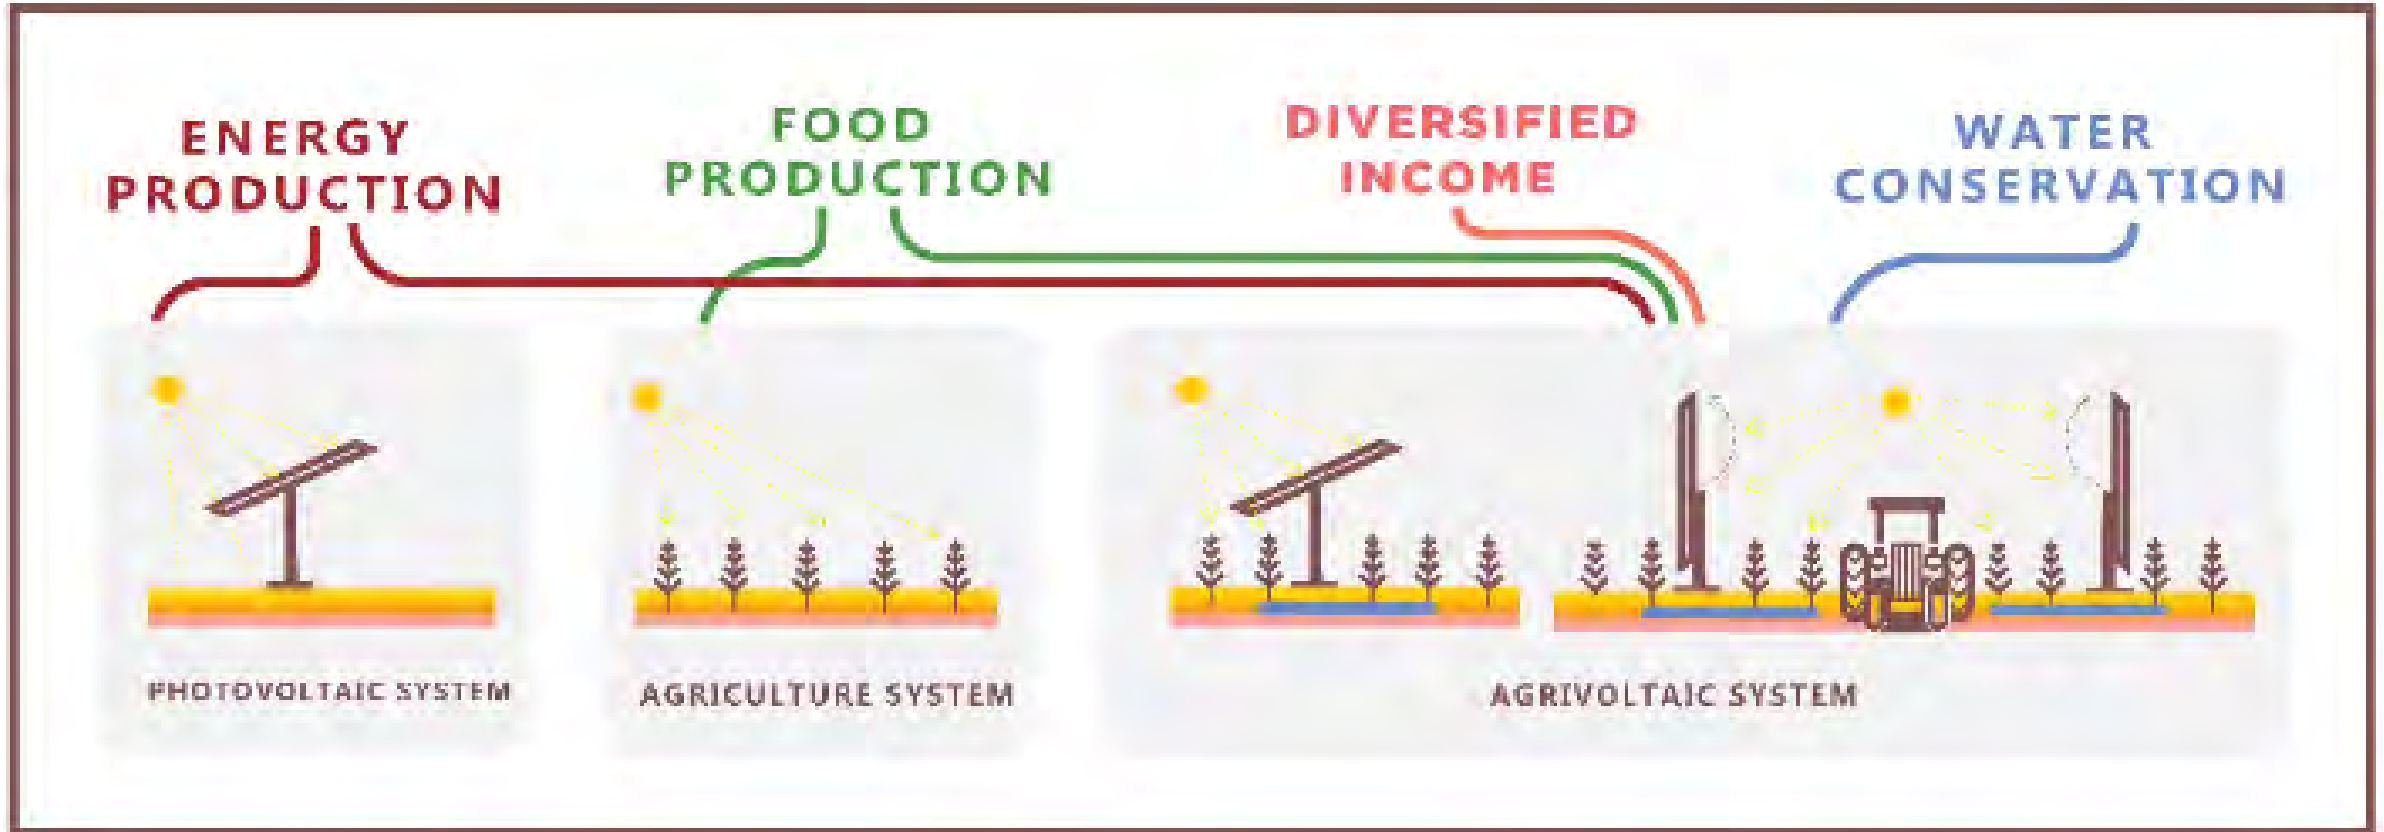 ENERGY
PRODUCTION
FOOD
PRODUCTION
DIVERSIFIED
INCOME
WATER
CONSERVATION
PHOTOVOLTAIC SYSTEM
AGRICULTURE SYSTEM
AGRIVOLTAIC SYSTEM